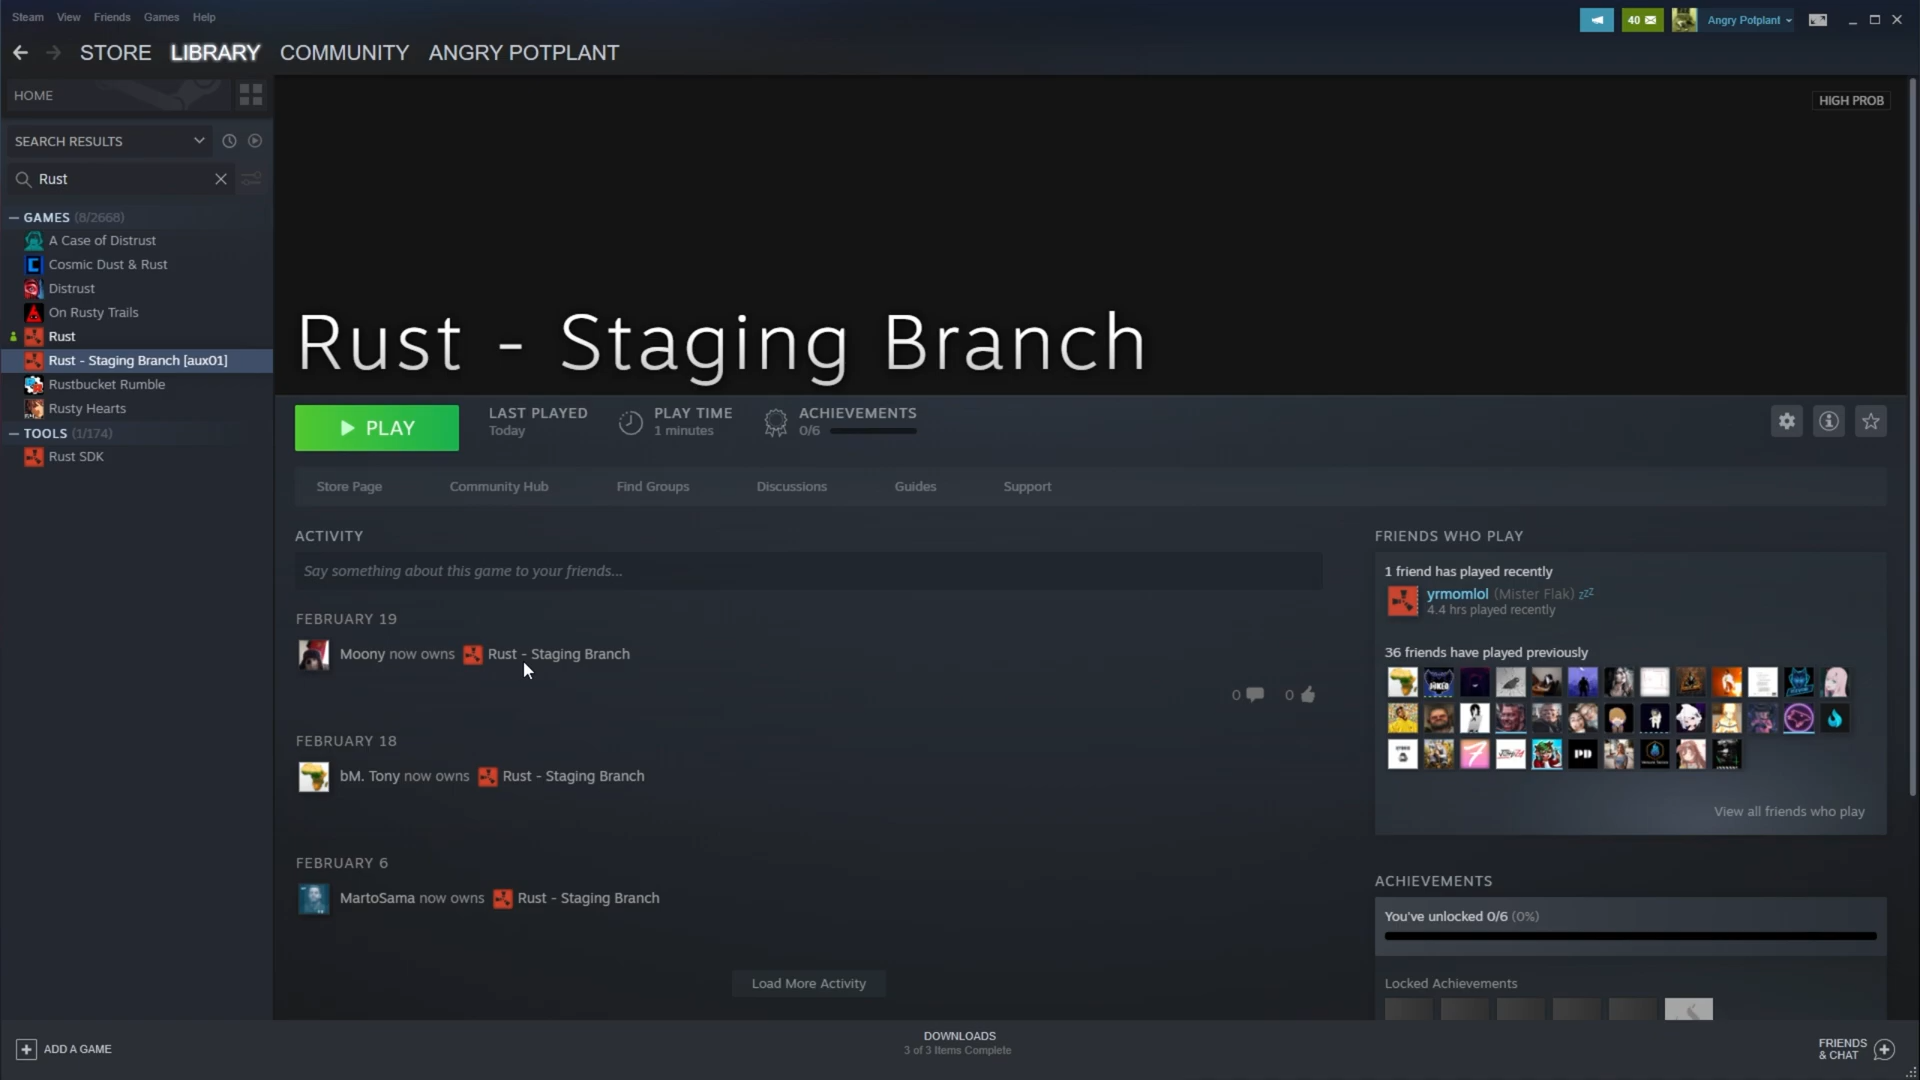 Steam View Friends Games Help
40 Angry Potplant
STORE LIBRARY COMMUNITY ANGRY POTPLANT
HOME
HIGH PROB
SEARCH RESULTS
Rust
GAMES (8/2668)
A Case of Distrust
Cosmic Dust & Rust
Distrust
On Rusty Trails
Rust
Rust - Staging Branch [aux01]
Rustbucket Rumble
Rusty Hearts
TOOLS (1/174)
Rust SDK
Rust - Staging Branch
PLAY
LAST PLAYED
Today
PLAY TIME
1 minutes
ACHIEVEMENTS
0/6
Store Page Community Hub Find Groups Discussions Guides Support
ACTIVITY
Say something about this game to your friends...
FEBRUARY 19
Moony now owns Rust - Staging Branch
0 0
FEBRUARY 18
bM. Tony now owns Rust - Staging Branch
FEBRUARY 6
MartoSama now owns Rust - Staging Branch
Load More Activity
FRIENDS WHO PLAY
1 friend has played recently
yrmomlol (Mister Flak) zzZ
4.4 hrs played recently
36 friends have played previously
PD
View all friends who play
ACHIEVEMENTS
You've unlocked 0/6 (0%)
Locked Achievements
ADD A GAME
DOWNLOADS
3 of 3 Items Complete
FRIENDS
& CHAT